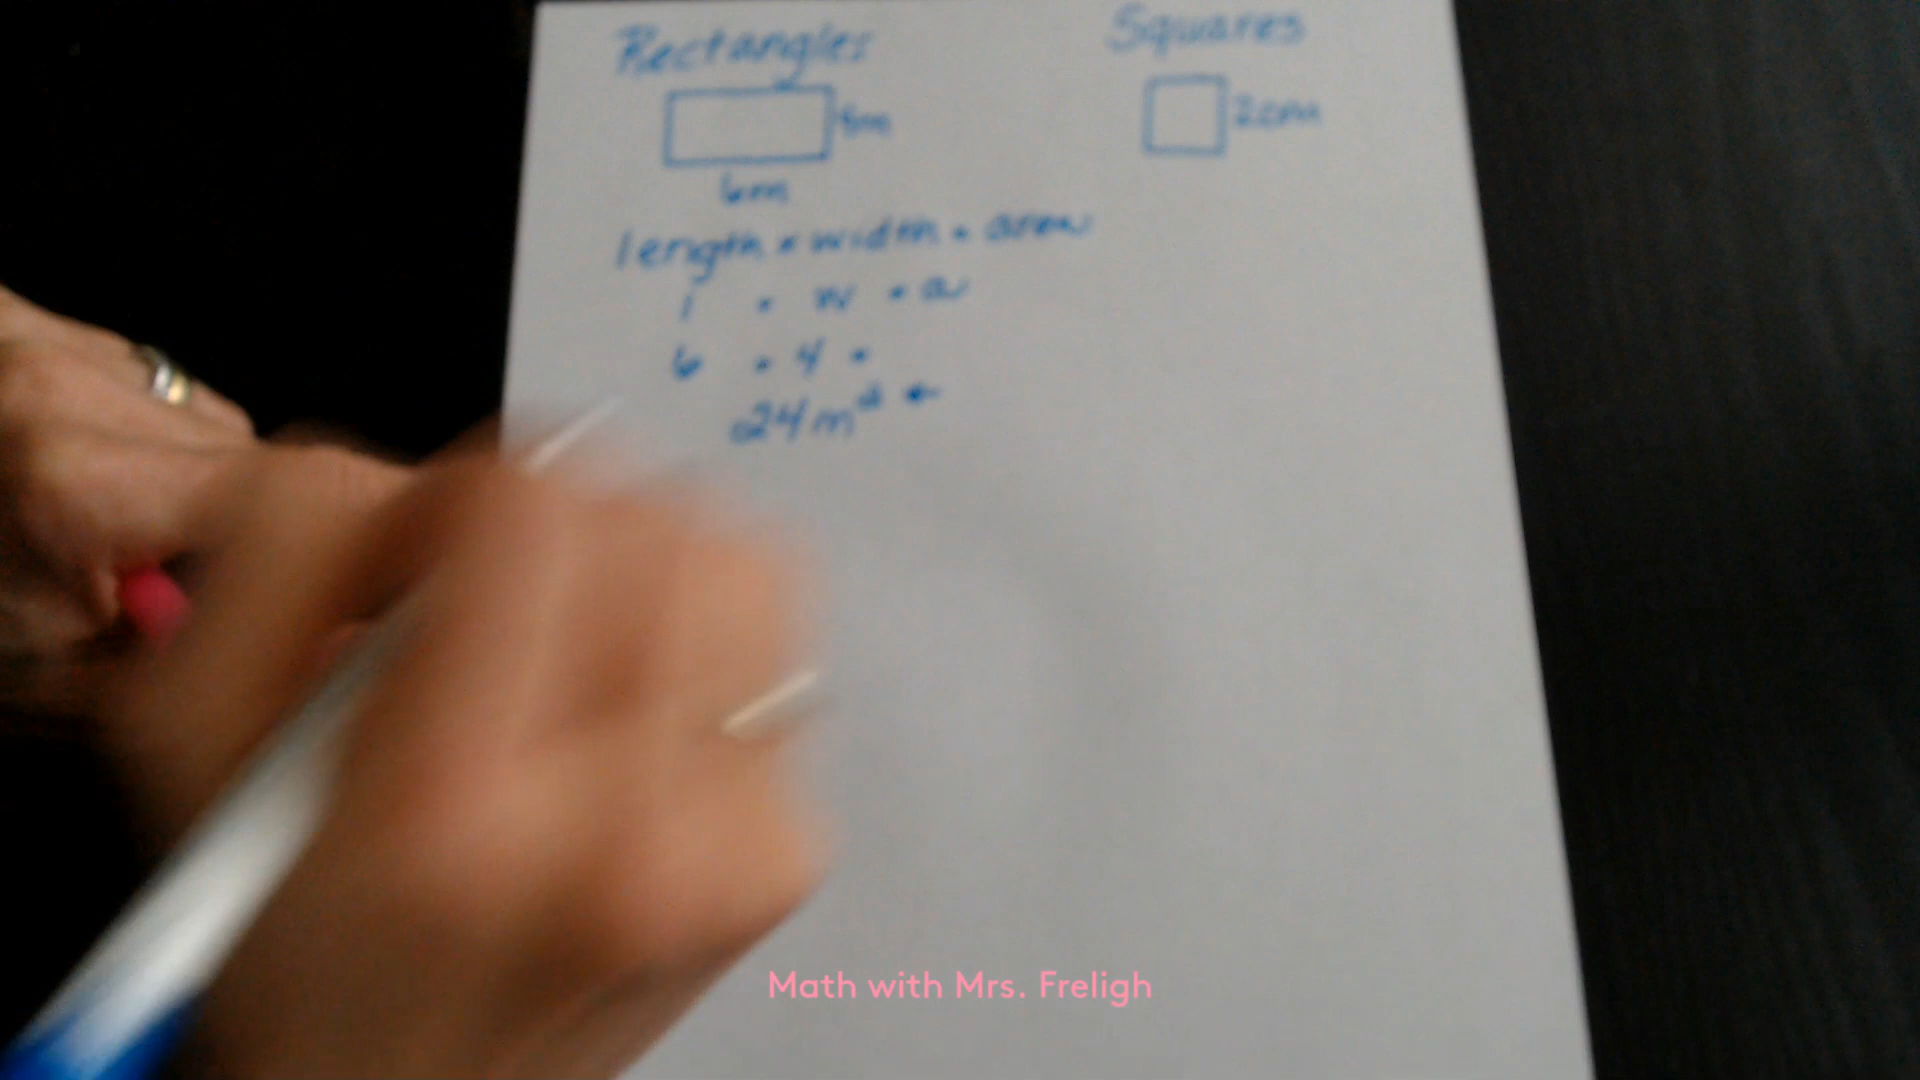 Rectangles
4m
6m
length • width = area
l • w = a
6 • 4 =
24m²
Squares
2cm
Math with Mrs. Freligh